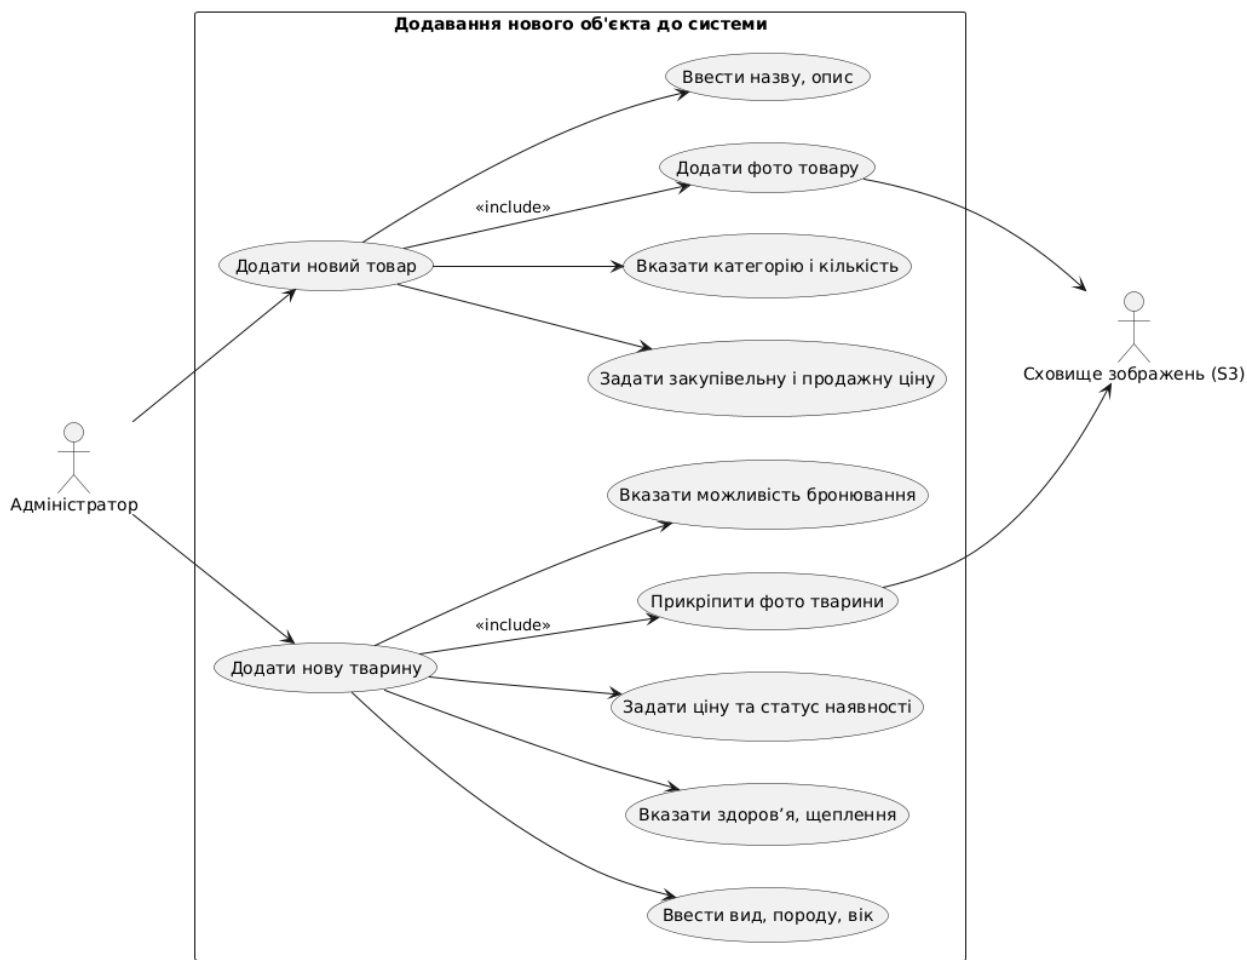 Додавання нового об'єкта до системи
Ввести назву, опис
Додати фото товару
«include»
Додати новий товар
Вказати категорію і кількість
Сховище зображень (S3)
Задати закупівельну і продажну ціну
Адміністратор
Вказати можливість бронювання
Прикріпити фото тварини
«include»
Додати нову тварину
Задати ціну та статус наявності
Вказати здоров’я, щеплення
Ввести вид, породу, вік